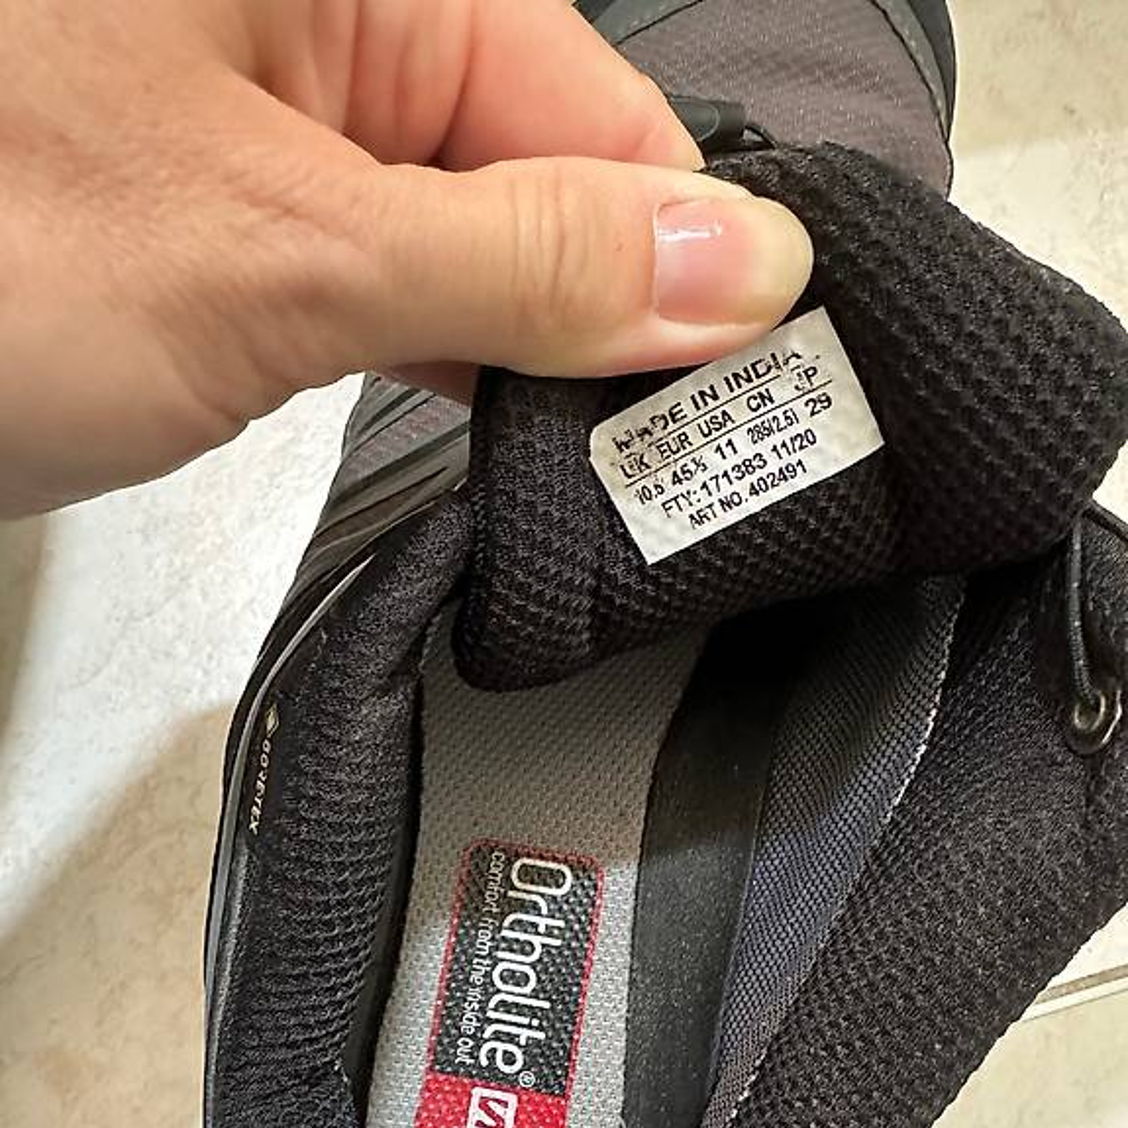 MADE IN INDIA
UK EUR USA CN JP
10.5 45⅓ 11 285(2.5) 29
FTY: 171383 11/20
ART NO. 402491
GORE-TEX
Ortholite®
comfort from the inside out